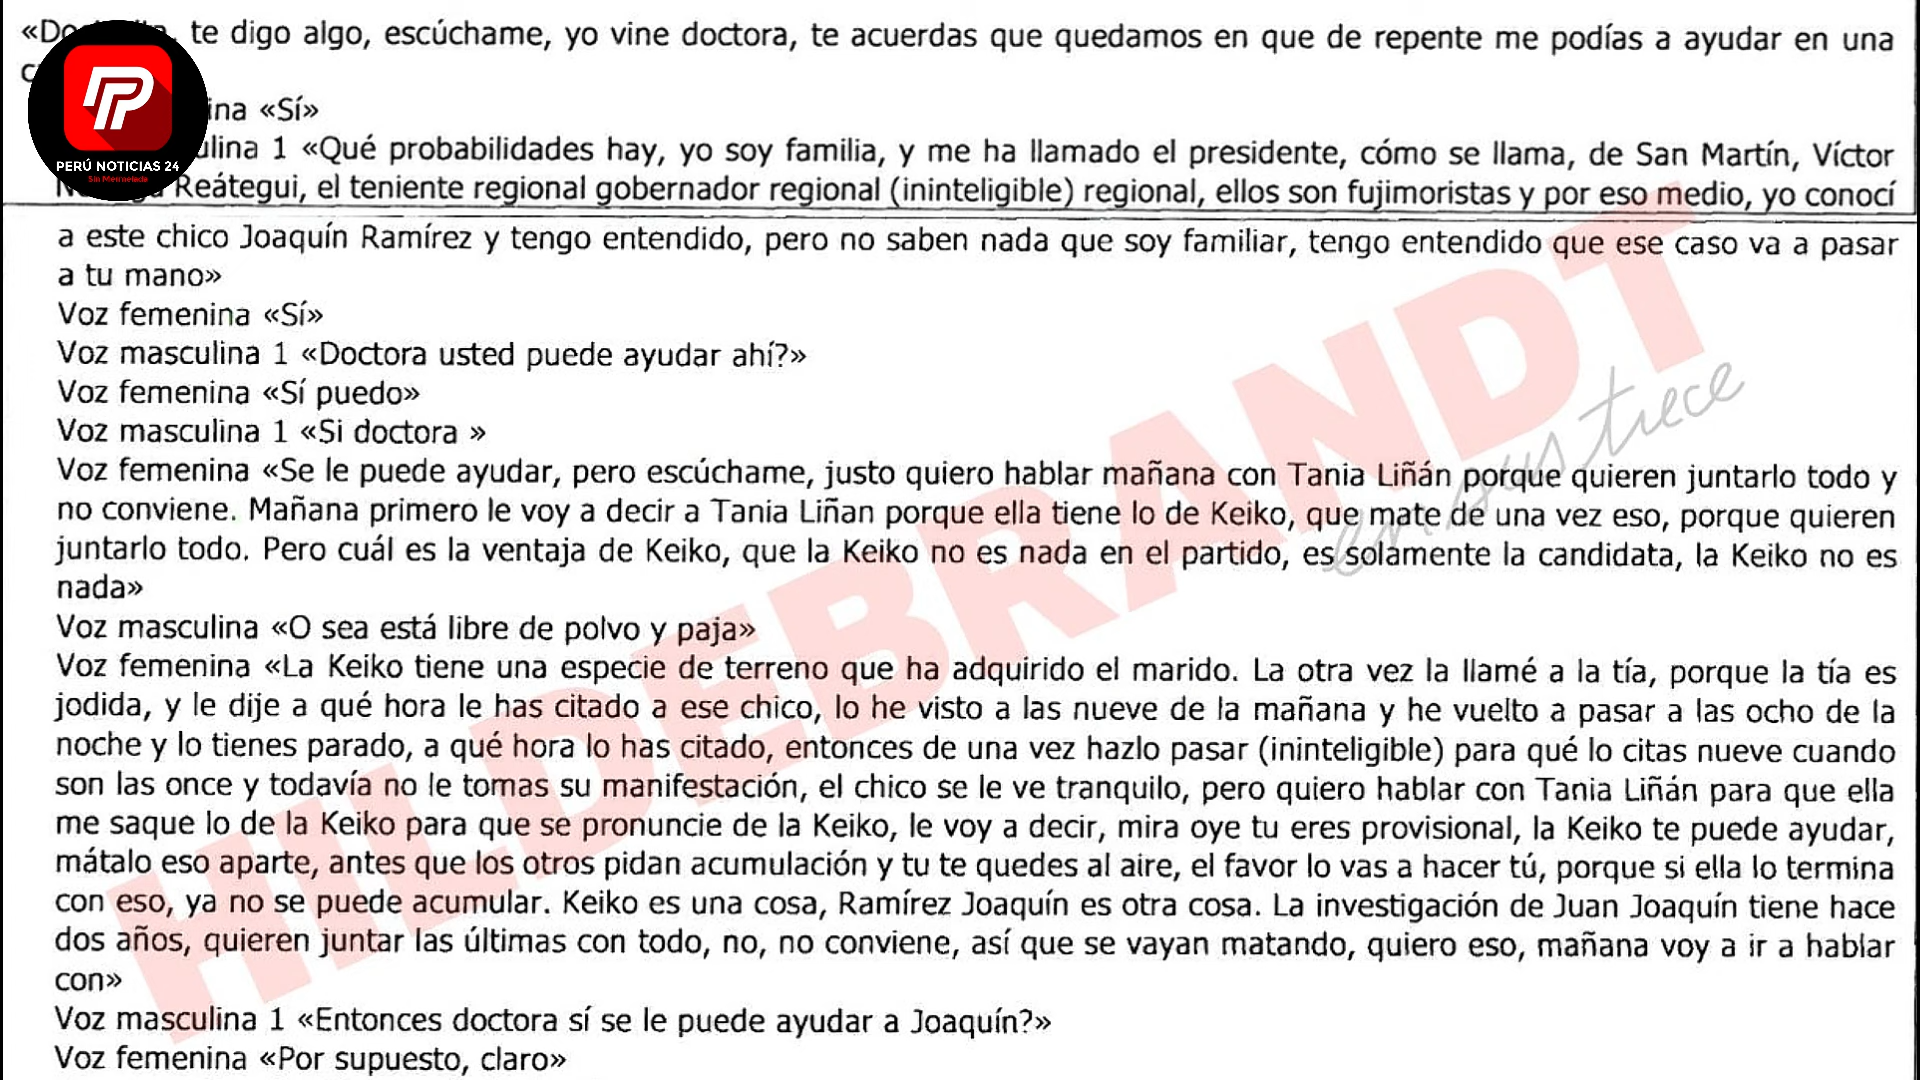 te digo algo, escúchame, yo vine doctora, te acuerdas que quedamos en que de repente me podías a ayudar en una
ina «Sí»
ulina 1 «Qué probabilidades hay, yo soy familia, y me ha llamado el presidente, cómo se llama, de San Martín, Víctor
Reátegui, el teniente regional gobernador regional (ininteligible) regional, ellos son fujimoristas y por eso medio, yo conocí
PERÚ NOTICIAS 24
Sin Mermelada
a este chico Joaquín Ramírez y tengo entendido, pero no saben nada que soy familiar, tengo entendido que ese caso va a pasar
a tu mano»
Voz femenina «Sí»
Voz masculina 1 «Doctora usted puede ayudar ahí?»
Voz femenina «Sí puedo»
Voz masculina 1 «Si doctora »
Voz femenina «Se le puede ayudar, pero escúchame, justo quiero hablar mañana con Tania Liñán porque quieren juntarlo todo y
no conviene. Mañana primero le voy a decir a Tania Liñan porque ella tiene lo de Keiko, que mate de una vez eso, porque quieren
juntarlo todo. Pero cuál es la ventaja de Keiko, que la Keiko no es nada en el partido, es solamente la candidata, la Keiko no es
nada»
Voz masculina «O sea está libre de polvo y paja»
Voz femenina «La Keiko tiene una especie de terreno que ha adquirido el marido. La otra vez la llamé a la tía, porque la tía es
jodida, y le dije a qué hora le has citado a ese chico, lo he visto a las nueve de la mañana y he vuelto a pasar a las ocho de la
noche y lo tienes parado, a qué hora lo has citado, entonces de una vez hazlo pasar (ininteligible) para qué lo citas nueve cuando
son las once y todavía no le tomas su manifestación, el chico se le ve tranquilo, pero quiero hablar con Tania Liñán para que ella
me saque lo de la Keiko para que se pronuncie de la Keiko, le voy a decir, mira oye tu eres provisional, la Keiko te puede ayudar,
mátalo eso aparte, antes que los otros pidan acumulación y tu te quedes al aire, el favor lo vas a hacer tú, porque si ella lo termina
con eso, ya no se puede acumular. Keiko es una cosa, Ramírez Joaquín es otra cosa. La investigación de Juan Joaquín tiene hace
dos años, quieren juntar las últimas con todo, no, no conviene, así que se vayan matando, quiero eso, mañana voy a ir a hablar
con»
Voz masculina 1 «Entonces doctora sí se le puede ayudar a Joaquín?»
Voz femenina «Por supuesto, claro»
HILDEBRANDT
en sus trece